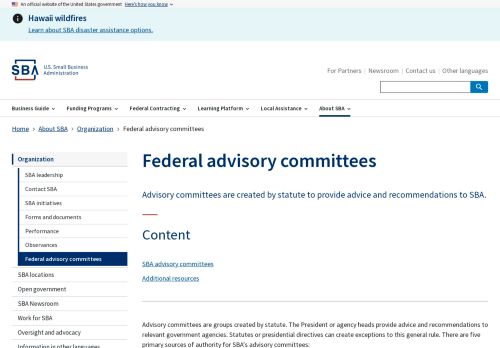 An official website of the United States government Here's how you know
Hawaii wildfires
Learn about SBA disaster assistance options.
SBA
U.S. Small Business
Administration
For Partners | Newsroom | Contact us | Other languages
Business Guide Funding Programs Federal Contracting Learning Platform Local Assistance About SBA
Home > About SBA > Organization > Federal advisory committees
Organization
SBA leadership
Contact SBA
SBA initiatives
Forms and documents
Performance
Observances
Federal advisory committees
SBA locations
Open government
SBA Newsroom
Work for SBA
Oversight and advocacy
Information in other languages
Federal advisory committees
Advisory committees are created by statute to provide advice and recommendations to SBA.
Content
SBA advisory committees
Additional resources
Advisory committees are groups created by statute. The President or agency heads provide advice and recommendations to
relevant government agencies. Statutes or presidential directives can create exceptions to this general rule. There are five
primary sources of authority for SBA's advisory committees: